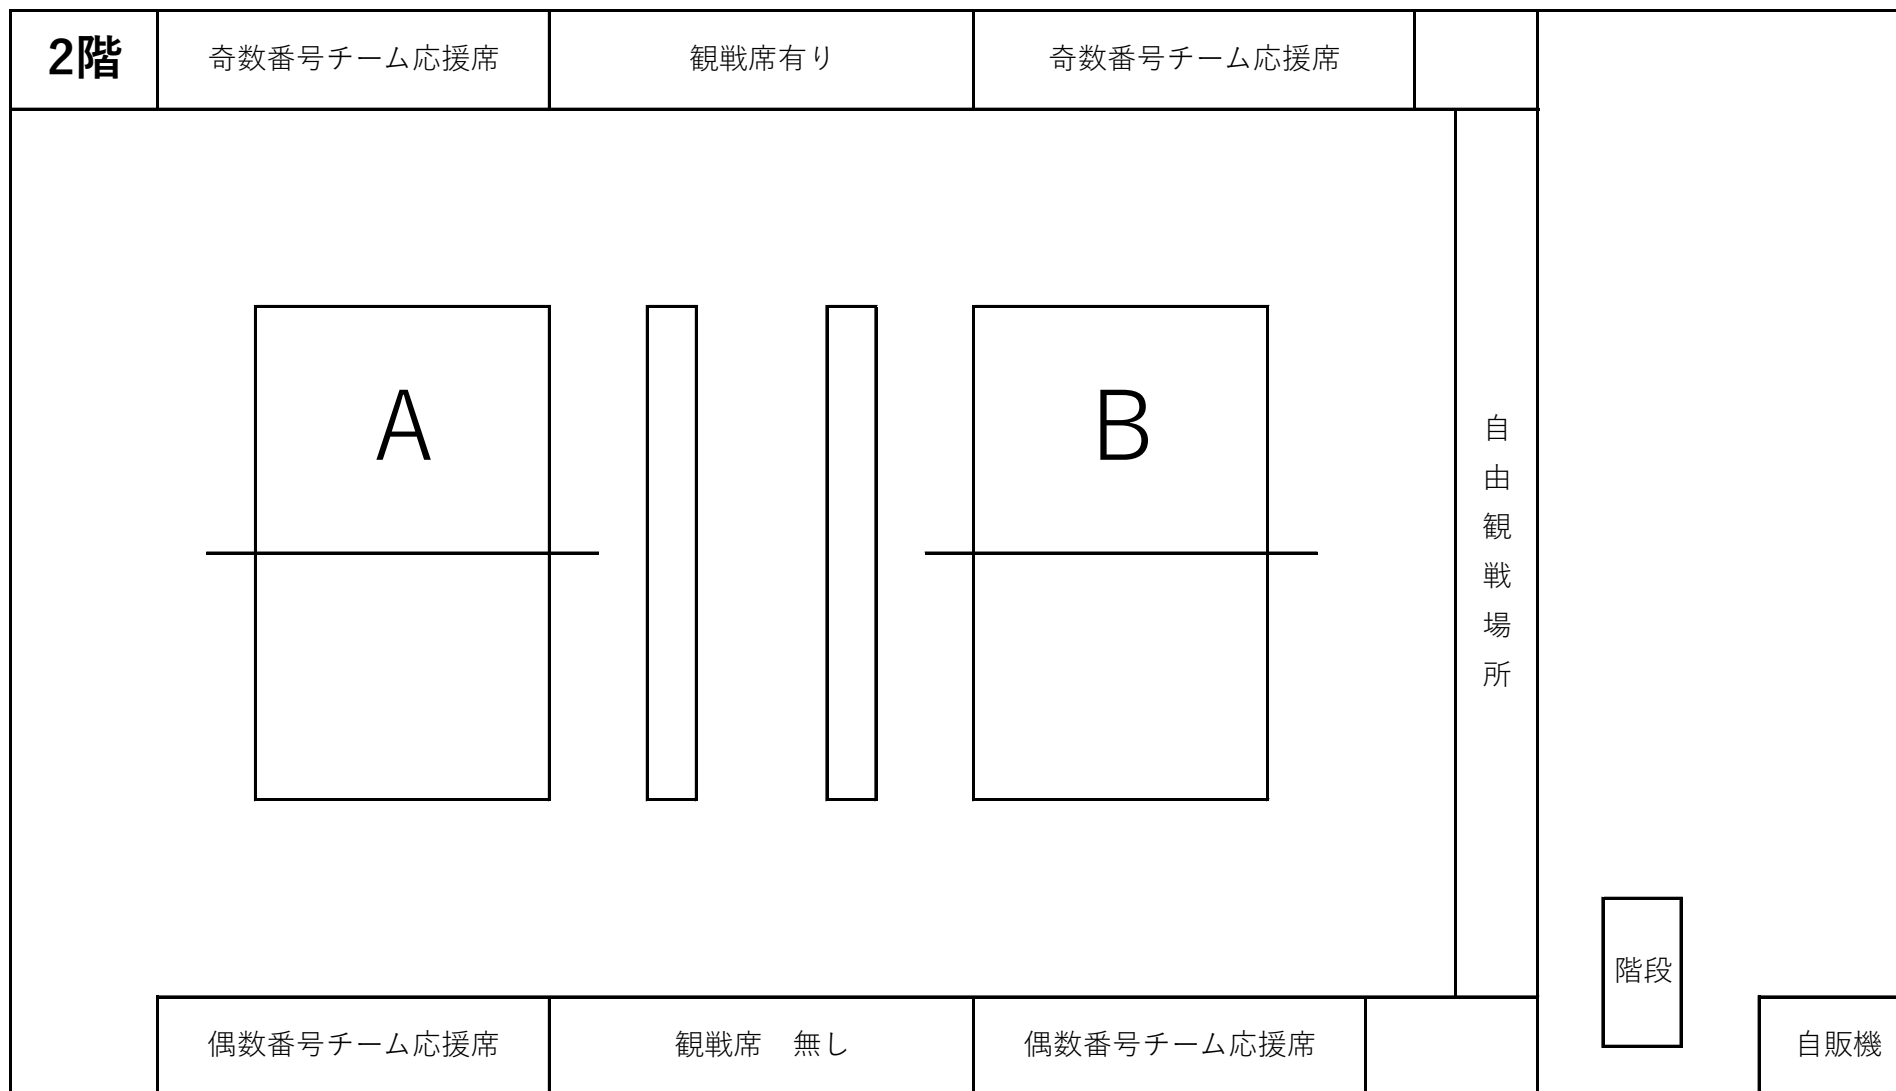 2階
奇数番号チーム応援席
観戦席有り
奇数番号チーム応援席
A
B
自由観戦場所
階段
偶数番号チーム応援席
観戦席　無し
偶数番号チーム応援席
自販機